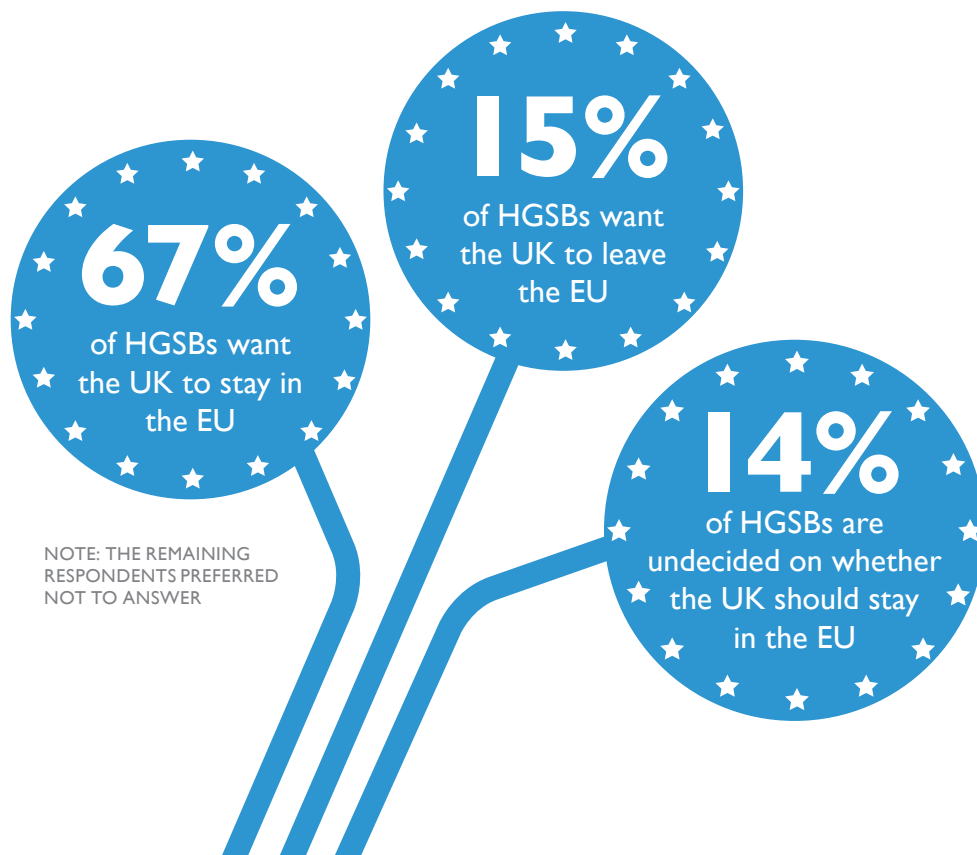 67%
of HGSBs want
the UK to stay in
the EU
15%
of HGSBs want
the UK to leave
the EU
14%
of HGSBs are
undecided on whether
the UK should stay
in the EU
NOTE: THE REMAINING
RESPONDENTS PREFERRED
NOT TO ANSWER